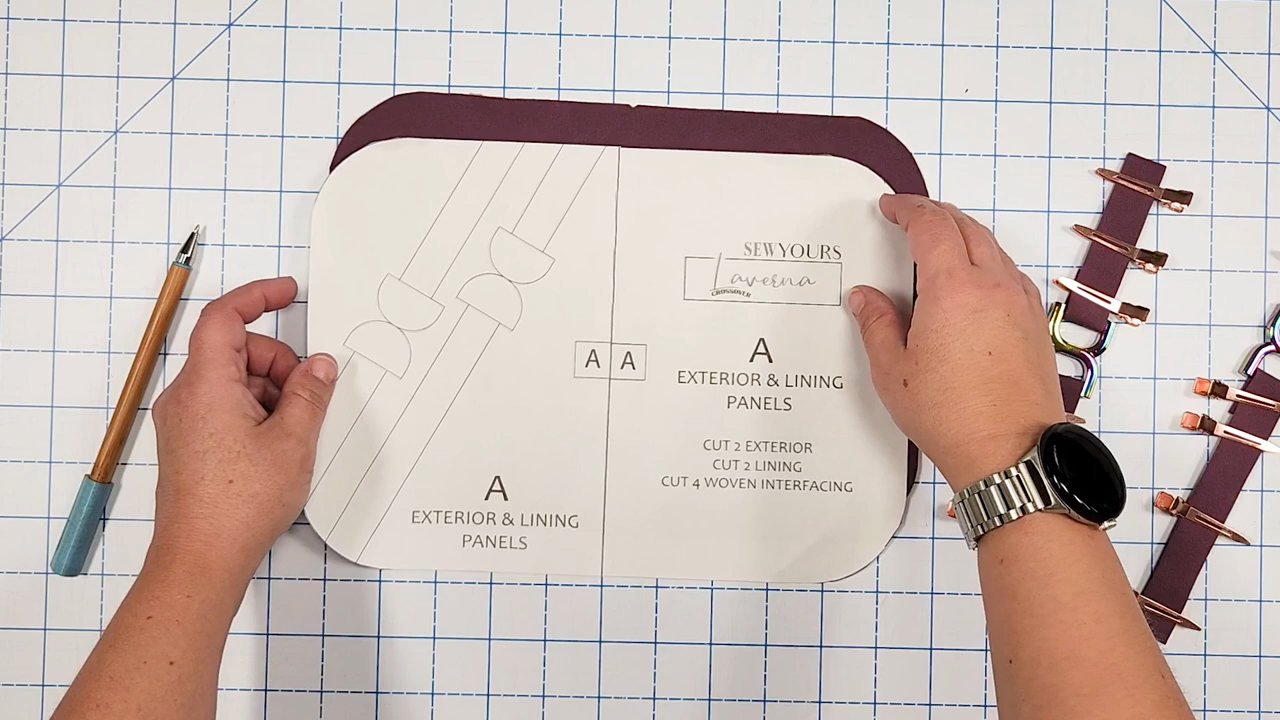 SEWYOURS
Laverna
CROSSOVER
A A
A
EXTERIOR & LINING
PANELS
CUT 2 EXTERIOR
CUT 2 LINING
CUT 4 WOVEN INTERFACING
A
EXTERIOR & LINING
PANELS